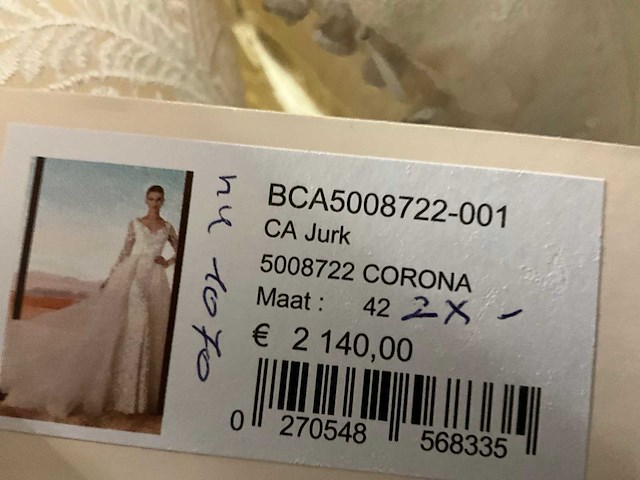 BCA5008722-001
CA Jurk
5008722 CORONA
Maat : 42 2x -
€ 2 140,00
0 270548 568335
nu 1070